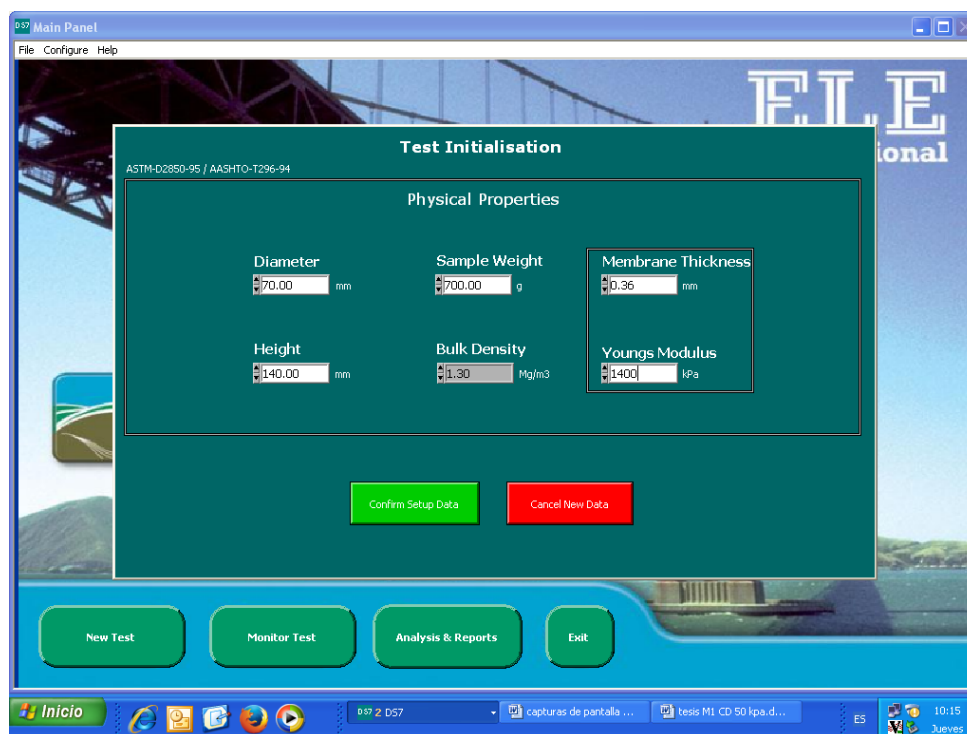 DS7 Main Panel
File Configure Help
ELE
ional
Test Initialisation
ASTM-D2850-95 / AASHTO-T296-94
Physical Properties
Diameter
70.00 mm
Sample Weight
700.00 g
Membrane Thickness
0.36 mm
Height
140.00 mm
Bulk Density
1.30 Mg/m3
Youngs Modulus
1400 kPa
Confirm Setup Data
Cancel New Data
New Test
Monitor Test
Analysis & Reports
Exit
Inicio
DS7 2 DS7
capturas de pantalla ...
tesis M1 CD 50 kpa.d...
ES
10:15
Jueves